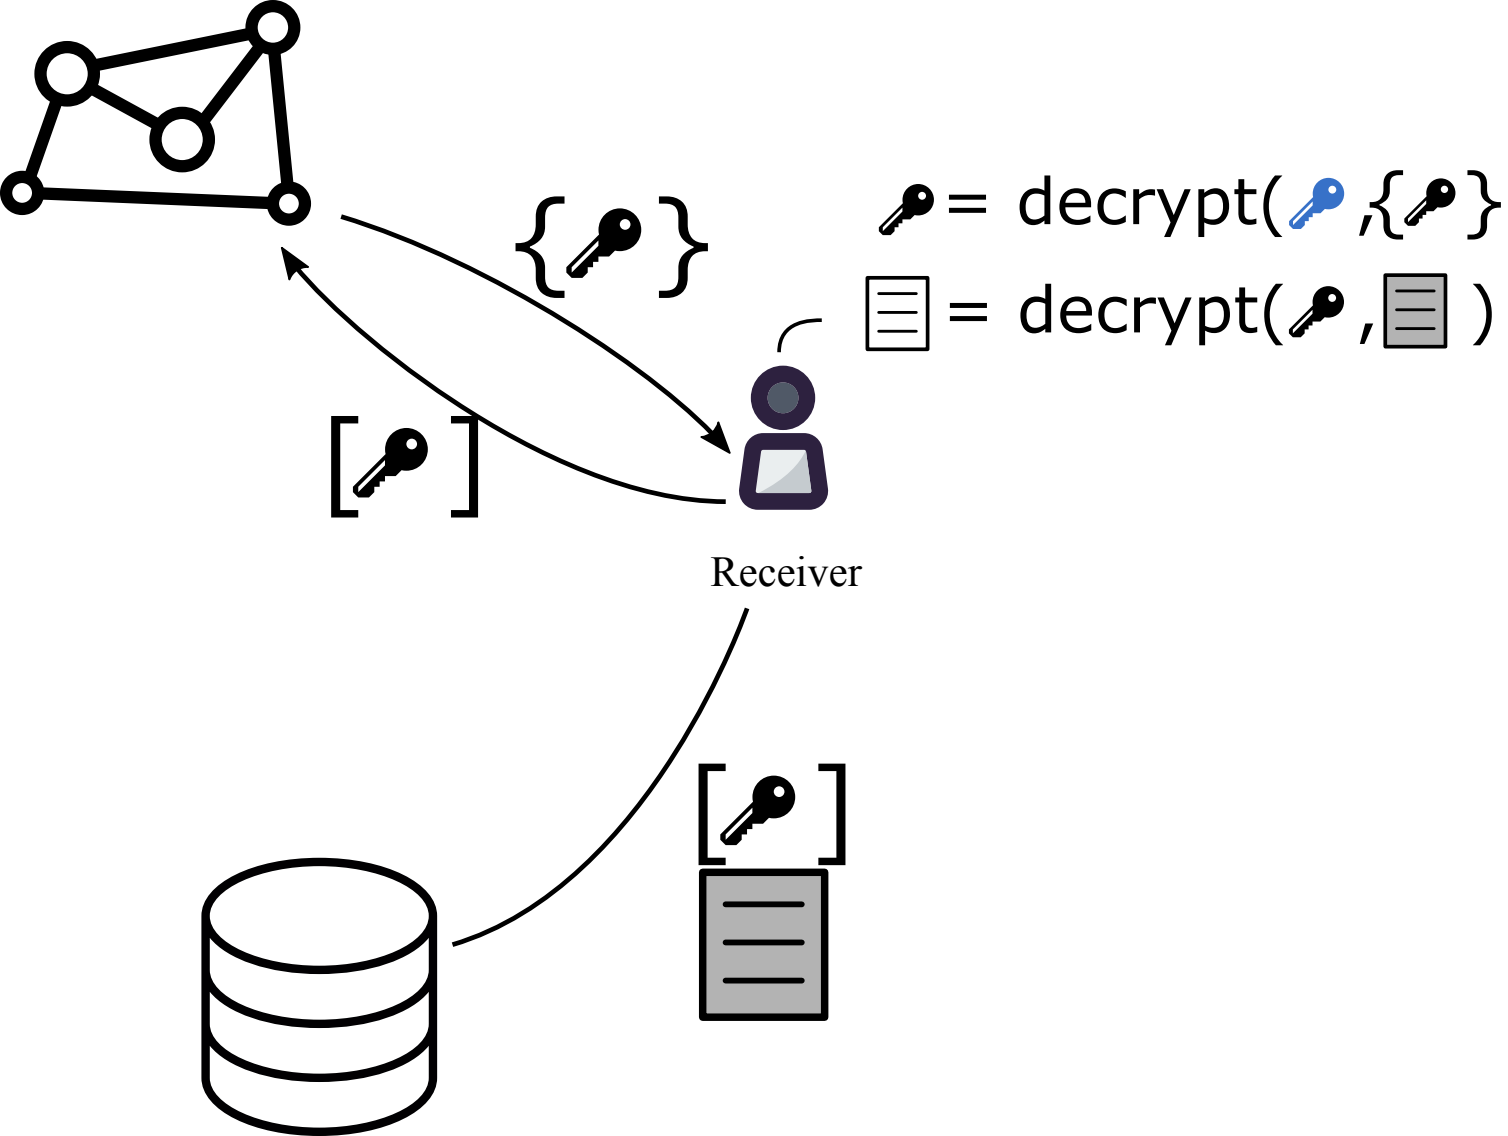 { }
= decrypt( ,{ }
= decrypt( , )
[ ]
Receiver
[ ]